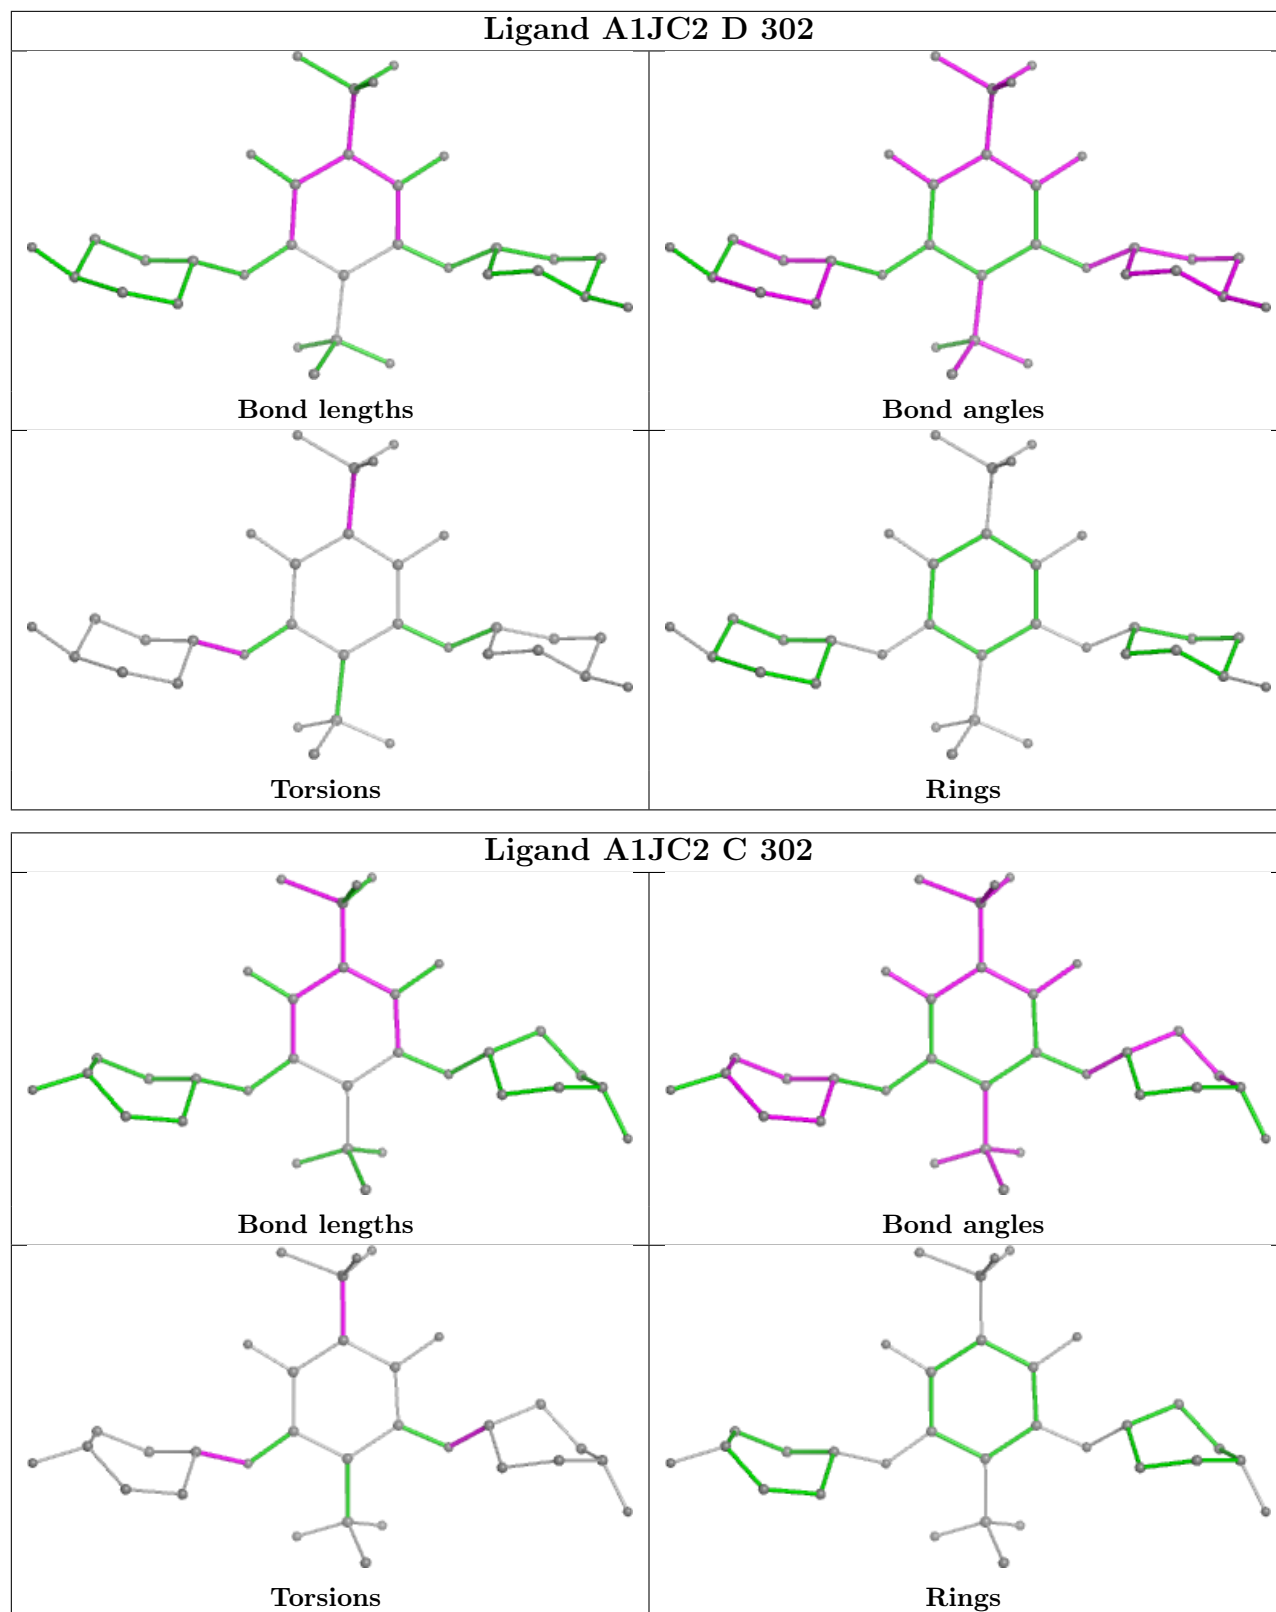 Ligand A1JC2 D 302
Bond lengths
Bond angles
Torsions
Rings
Ligand A1JC2 C 302
Bond lengths
Bond angles
Torsions
Rings